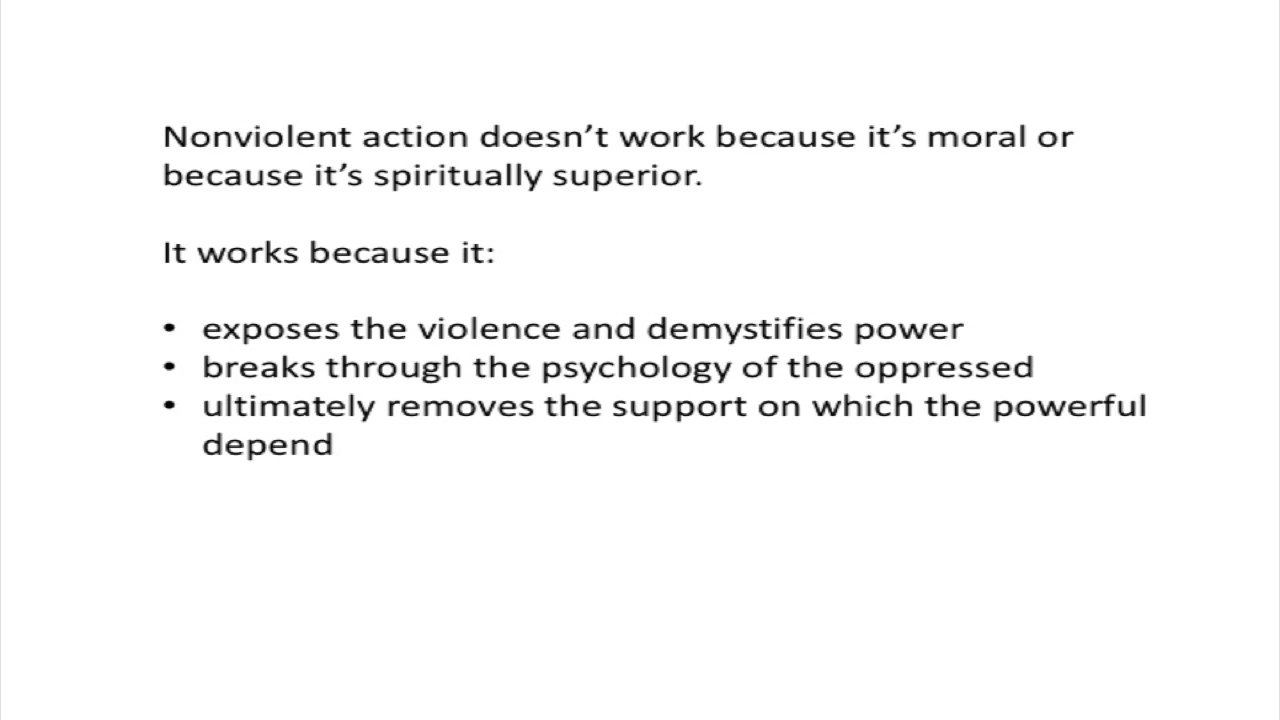 Nonviolent action doesn’t work because it’s moral or
because it’s spiritually superior.
It works because it:
• exposes the violence and demystifies power
• breaks through the psychology of the oppressed
• ultimately removes the support on which the powerful
depend